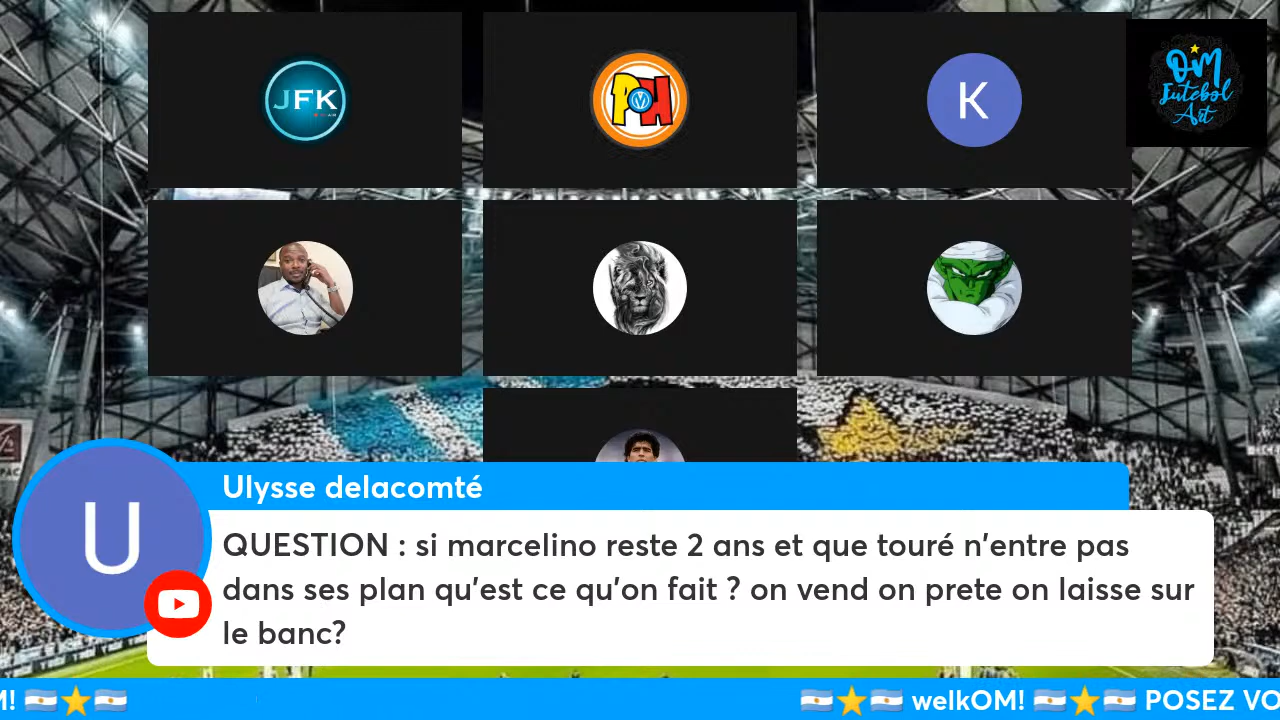 JFK
PH
K
OM
Futebol
Art
PAC
Ulysse delacomté
U
QUESTION : si marcelino reste 2 ans et que touré n'entre pas
dans ses plan qu'est ce qu'on fait ? on vend on prete on laisse sur
le banc?
M! 🇦🇷⭐🇦🇷 🇦🇷⭐🇦🇷 welkOM! 🇦🇷⭐🇦🇷 POSEZ VO